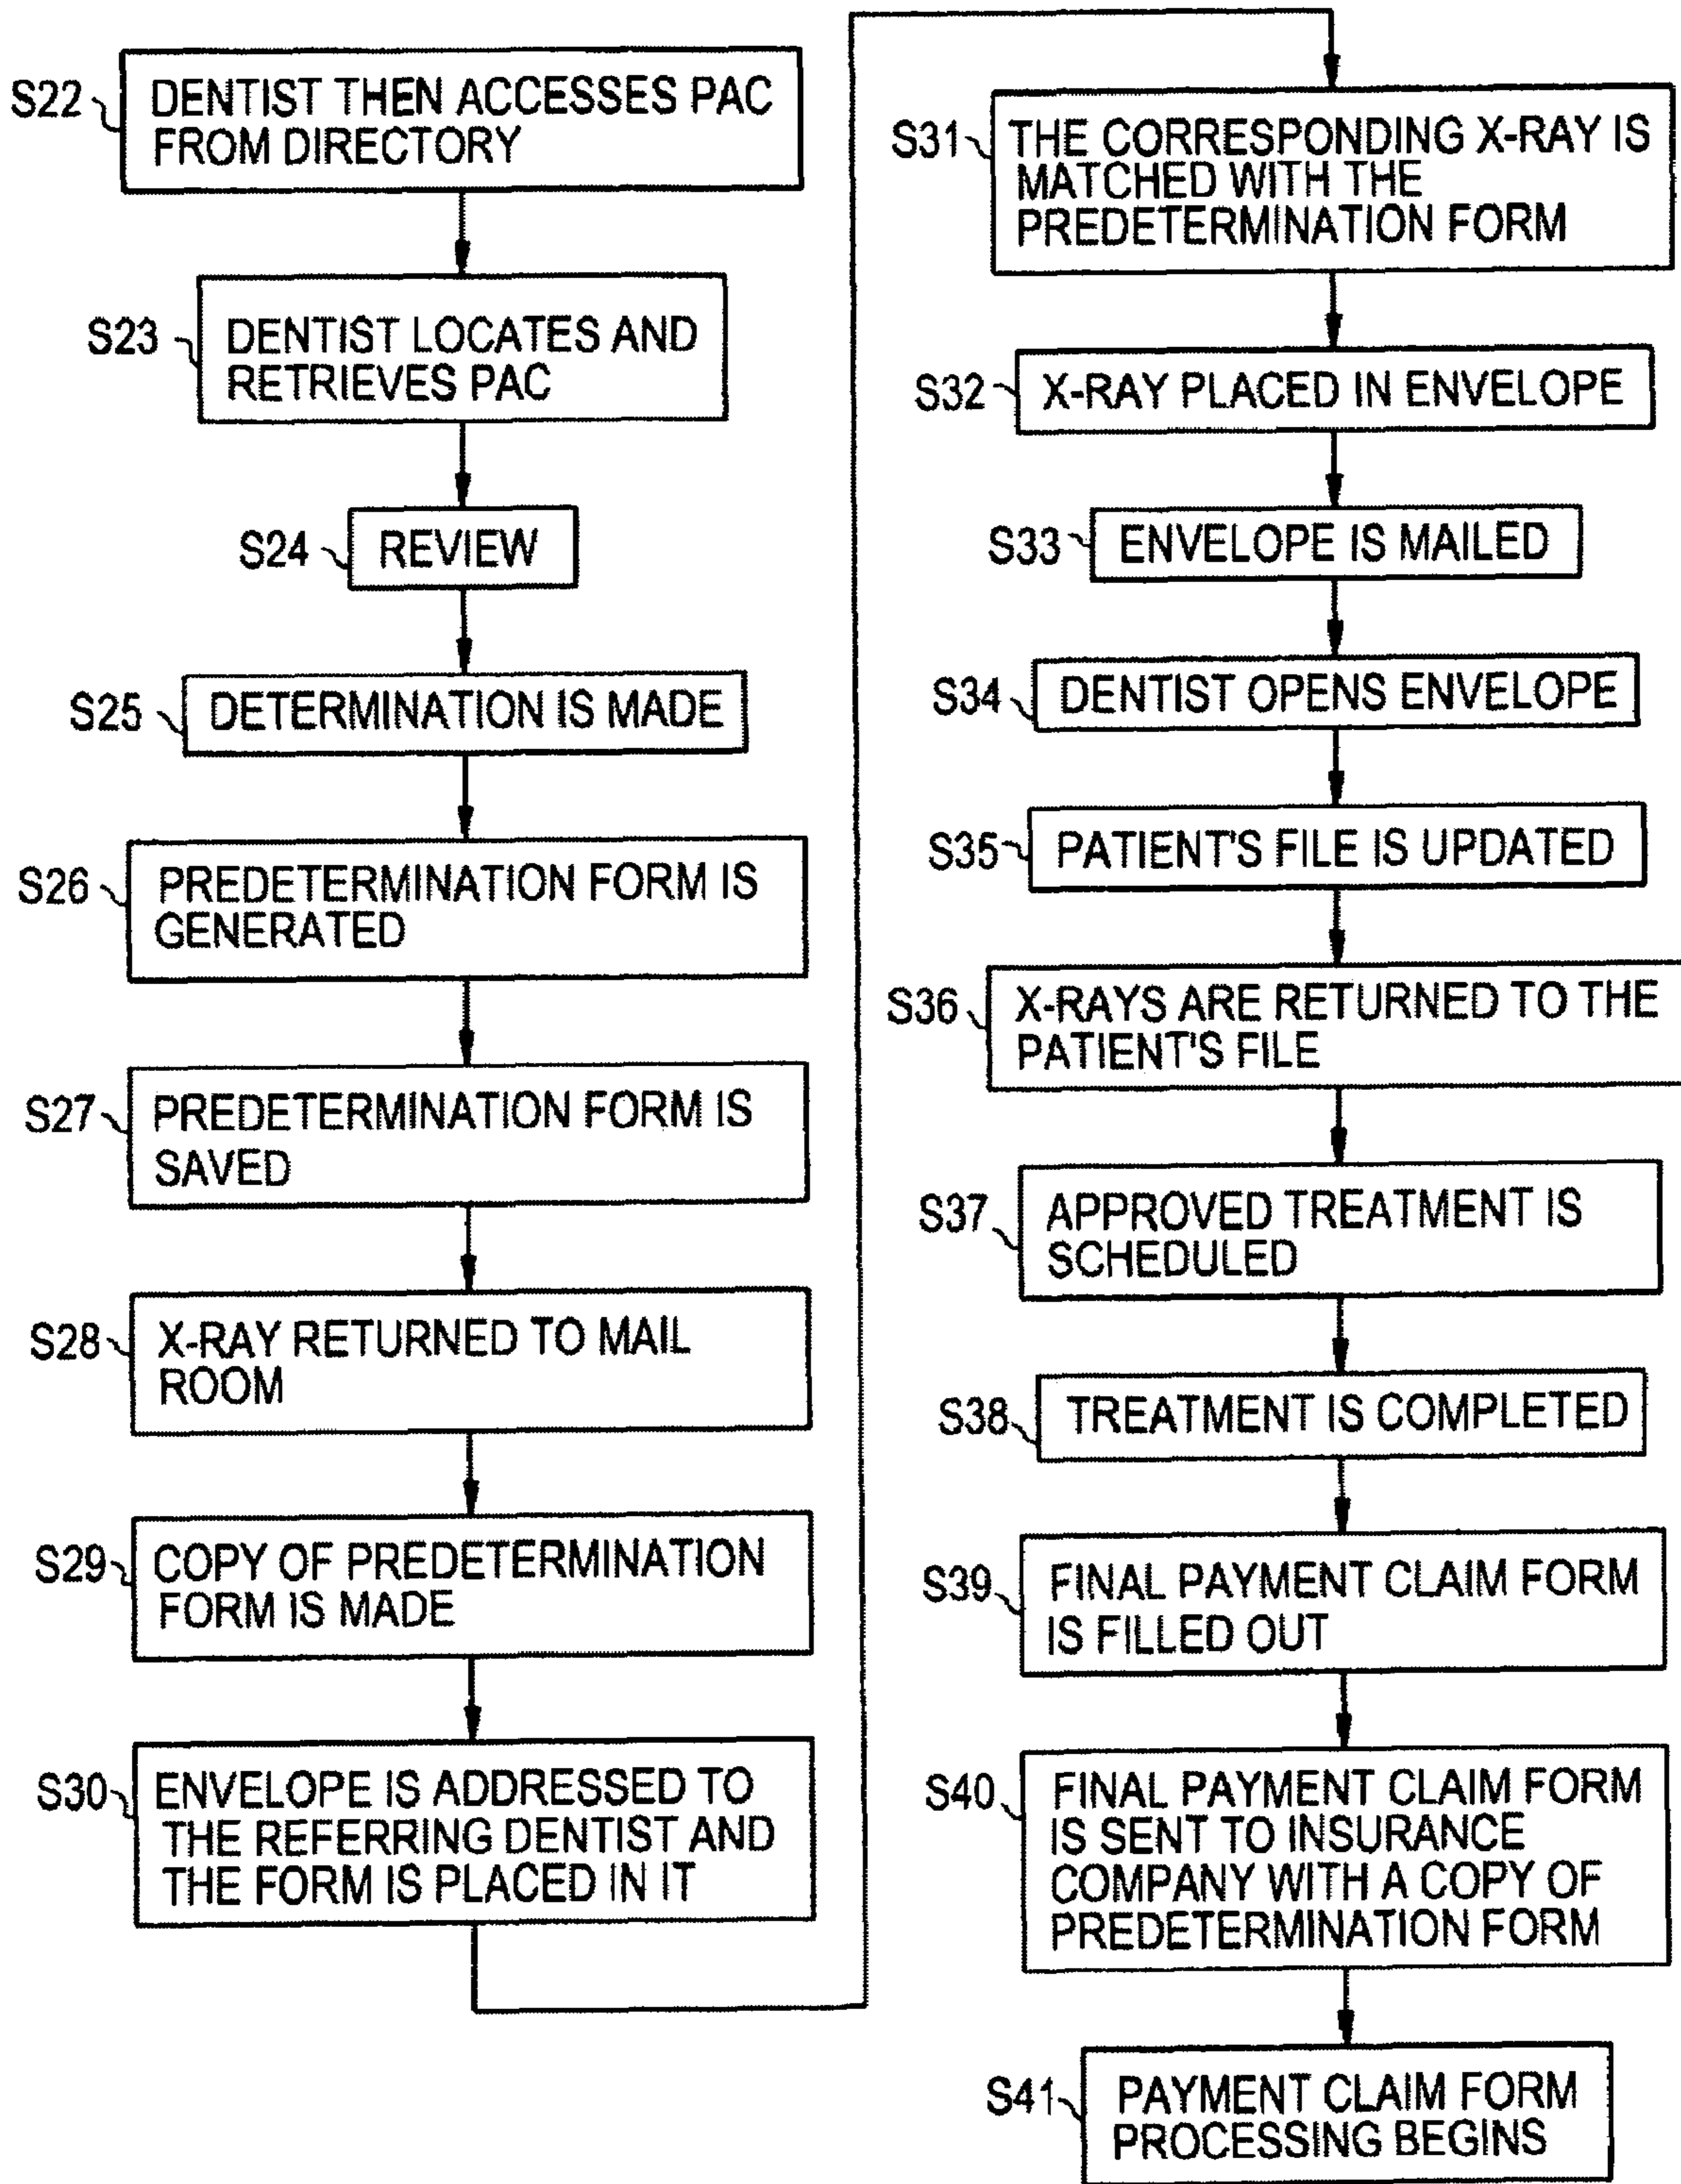 S22
DENTIST THEN ACCESSES PAC
FROM DIRECTORY
S23
DENTIST LOCATES AND
RETRIEVES PAC
S24
REVIEW
S25
DETERMINATION IS MADE
S26
PREDETERMINATION FORM IS
GENERATED
S27
PREDETERMINATION FORM IS
SAVED
S28
X-RAY RETURNED TO MAIL
ROOM
S29
COPY OF PREDETERMINATION
FORM IS MADE
S30
ENVELOPE IS ADDRESSED TO
THE REFERRING DENTIST AND
THE FORM IS PLACED IN IT
S31
THE CORRESPONDING X-RAY IS
MATCHED WITH THE
PREDETERMINATION FORM
S32
X-RAY PLACED IN ENVELOPE
S33
ENVELOPE IS MAILED
S34
DENTIST OPENS ENVELOPE
S35
PATIENT'S FILE IS UPDATED
S36
X-RAYS ARE RETURNED TO THE
PATIENT'S FILE
S37
APPROVED TREATMENT IS
SCHEDULED
S38
TREATMENT IS COMPLETED
S39
FINAL PAYMENT CLAIM FORM
IS FILLED OUT
S40
FINAL PAYMENT CLAIM FORM
IS SENT TO INSURANCE
COMPANY WITH A COPY OF
PREDETERMINATION FORM
S41
PAYMENT CLAIM FORM
PROCESSING BEGINS